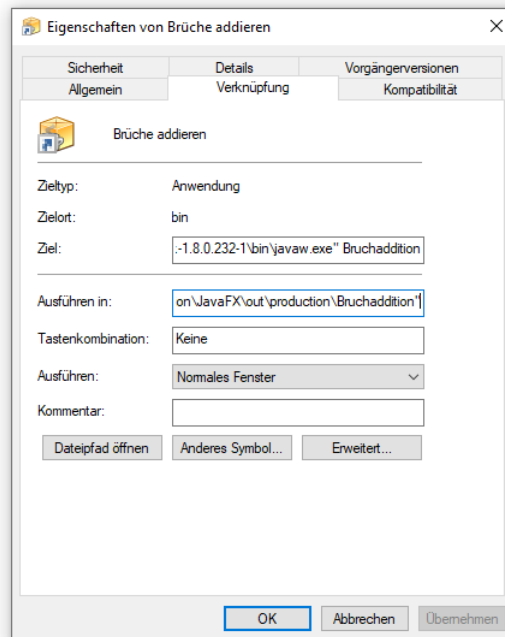 Eigenschaften von Brüche addieren
Sicherheit Details Vorgängerversionen
Allgemein Verknüpfung Kompatibilität
Brüche addieren
Zieltyp: Anwendung
Zielort: bin
Ziel: :-1.8.0.232-1\bin\javaw.exe" Bruchaddition
Ausführen in: on\JavaFX\out\production\Bruchaddition"
Tastenkombination: Keine
Ausführen: Normales Fenster
Kommentar:
Dateipfad öffnen Anderes Symbol... Erweitert...
OK Abbrechen Übernehmen